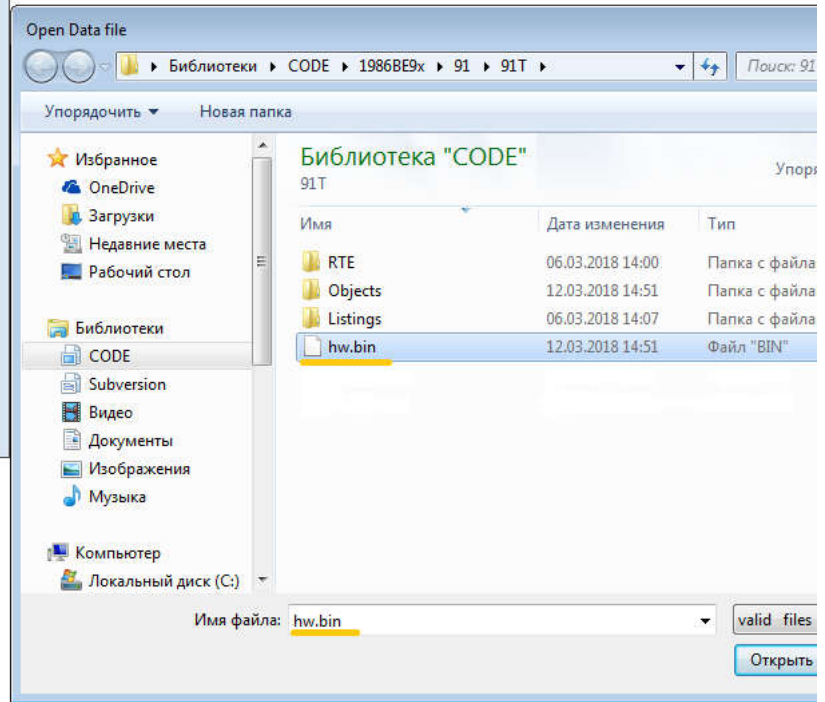 Open Data file
Библиотеки CODE 1986BE9x 91 91T
Поиск: 91
Упорядочить Новая папка
Избранное
OneDrive
Загрузки
Недавние места
Рабочий стол
Библиотеки
CODE
Subversion
Видео
Документы
Изображения
Музыка
Компьютер
Локальный диск (C:)
Библиотека "CODE"
91T
Упоря
Имя Дата изменения Тип
RTE 06.03.2018 14:00 Папка с файла
Objects 12.03.2018 14:51 Папка с файла
Listings 06.03.2018 14:07 Папка с файла
hw.bin 12.03.2018 14:51 Файл "BIN"
Имя файла: hw.bin
valid files
Открыть